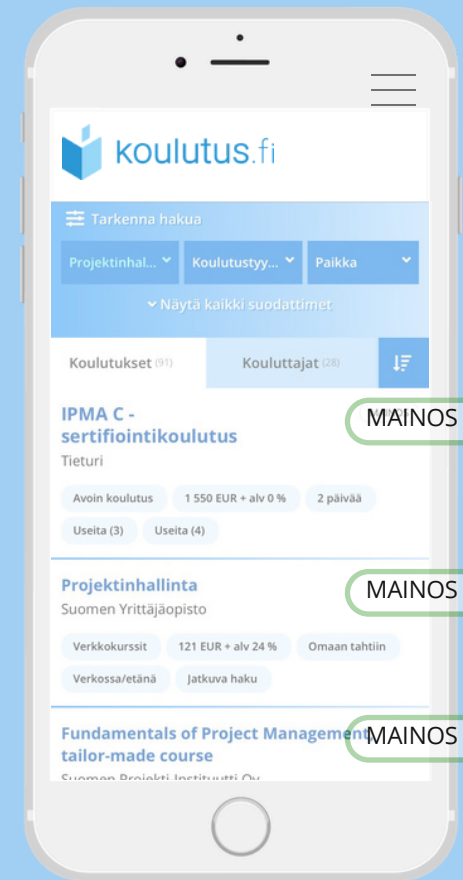 koulutus.fi
Tarkenna hakua
Projektinhal... Koulutustyy... Paikka
Näytä kaikki suodattimet
Koulutukset (91) Kouluttajat (28)
IPMA C - MAINOS
sertifiointikoulutus
Tieturi
Avoin koulutus 1 550 EUR + alv 0 % 2 päivää
Useita (3) Useita (4)
Projektinhallinta MAINOS
Suomen Yrittäjäopisto
Verkkokurssit 121 EUR + alv 24 % Omaan tahtiin
Verkossa/etänä Jatkuva haku
Fundamentals of Project Management, MAINOS
tailor-made course
Suomen Projekti-Instituutti Oy